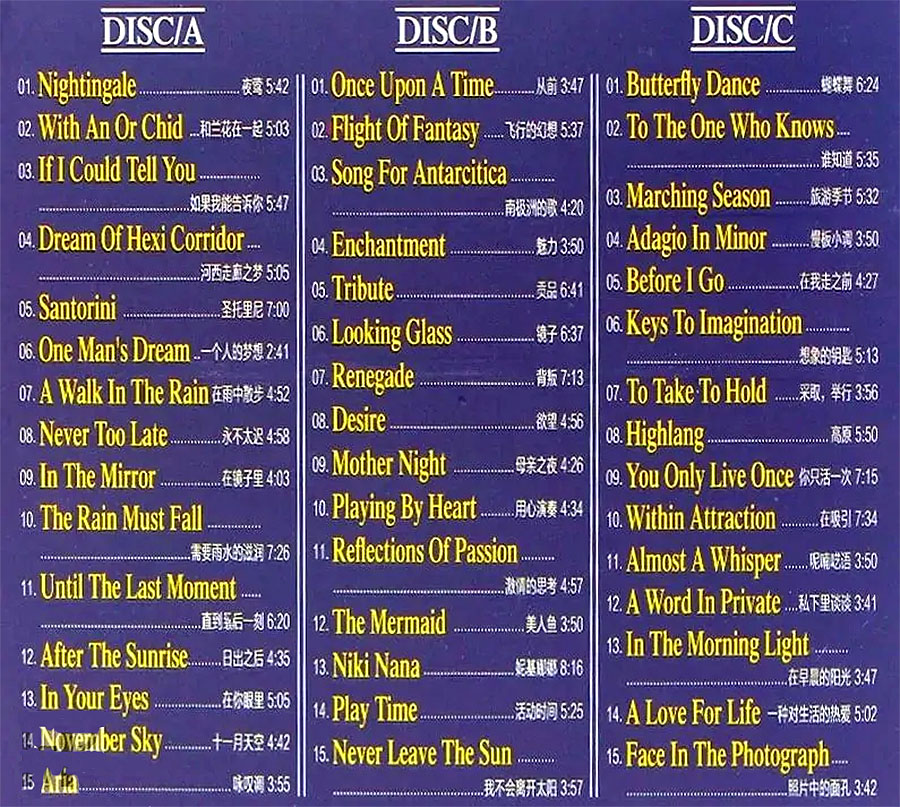 DISC/A
01. Nightingale 夜莺 5:42
02. With An Or Chid 和兰花在一起 5:03
03. If I Could Tell You
如果我能告诉你 5:47
04. Dream Of Hexi Corridor
河西走廊之梦 5:05
05. Santorini 圣托里尼 7:00
06. One Man's Dream 一个人的梦想 2:41
07. A Walk In The Rain 在雨中散步 4:52
08. Never Too Late 永不太迟 4:58
09. In The Mirror 在镜子里 4:03
10. The Rain Must Fall
需要雨水的滋润 7:26
11. Until The Last Moment
直到最后一刻 6:20
12. After The Sunrise 日出之后 4:35
13. In Your Eyes 在你眼里 5:05
14. November Sky 十一月天空 4:42
15 Aria 咏叹调 3:55
DISC/B
01. Once Upon A Time 从前 3:47
02. Flight Of Fantasy 飞行的幻想 5:37
03. Song For Antarcitica
南极洲的歌 4:20
04. Enchantment 魅力 3:50
05. Tribute 贡品 6:41
06. Looking Glass 镜子 6:37
07. Renegade 背叛 7:13
08. Desire 欲望 4:56
09. Mother Night 母亲之夜 4:26
10. Playing By Heart 用心演奏 4:34
11. Reflections Of Passion
激情的思考 4:57
12. The Mermaid 美人鱼 3:50
13. Niki Nana 妮基娜娜 8:16
14. Play Time 活动时间 5:25
15. Never Leave The Sun
我不会离开太阳 3:57
DISC/C
01. Butterfly Dance 蝴蝶舞 6:24
02. To The One Who Knows
谁知道 5:35
03. Marching Season 旅游季节 5:32
04. Adagio In Minor 慢板小调 3:50
05. Before I Go 在我走之前 4:27
06. Keys To Imagination
想象的钥匙 5:13
07. To Take To Hold 采取，举行 3:56
08. Highlang 高原 5:50
09. You Only Live Once 你只活一次 7:15
10. Within Attraction 在吸引 7:34
11. Almost A Whisper 呢喃呓语 3:50
12. A Word In Private 私下里谈谈 3:41
13. In The Morning Light
在早晨的阳光 3:47
14. A Love For Life 一种对生活的热爱 5:02
15. Face In The Photograph
照片中的面孔 3:42